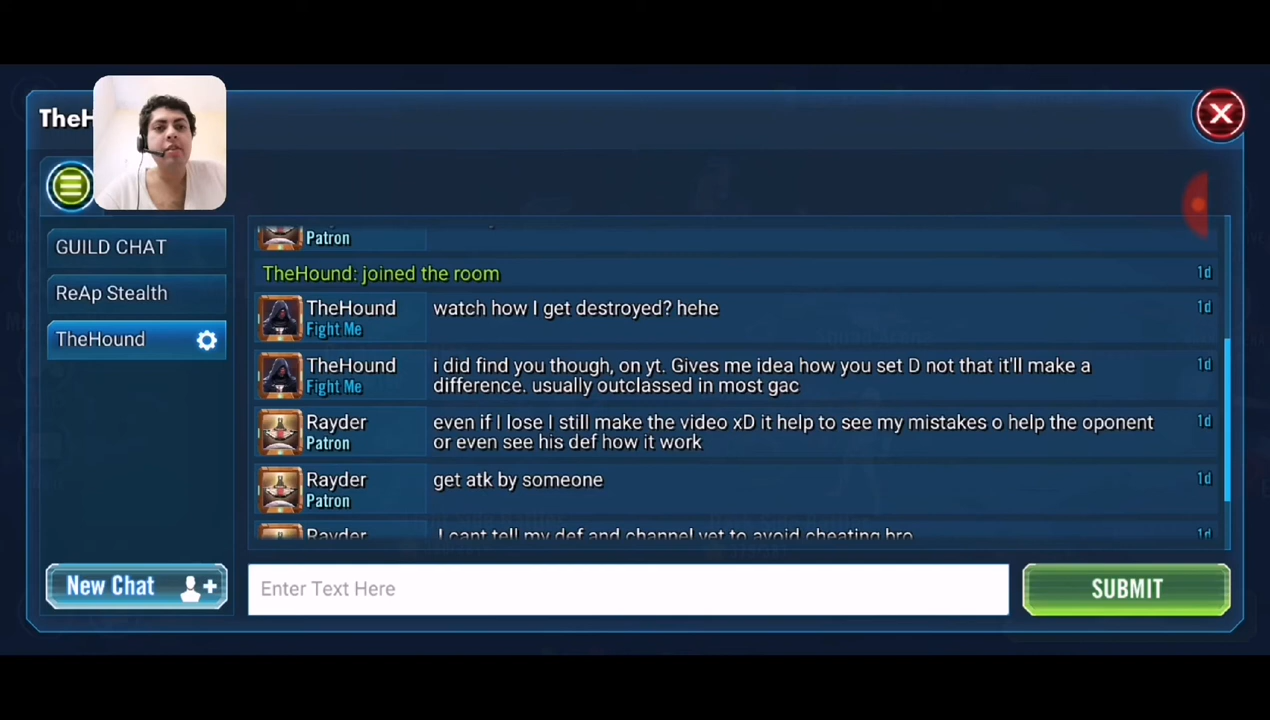 TheH
GUILD CHAT
ReAp Stealth
TheHound
New Chat
Patron
TheHound: joined the room 1d
TheHound
Fight Me
watch how I get destroyed? hehe 1d
TheHound
Fight Me
i did find you though, on yt. Gives me idea how you set D not that it'll make a 1d
difference. usually outclassed in most gac
Rayder
Patron
even if I lose I still make the video xD it help to see my mistakes o help the opponent 1d
or even see his def how it work
Rayder
Patron
get atk by someone 1d
Rayder I cant tell my def and channel yet to avoid cheating bro 1d
Enter Text Here
SUBMIT